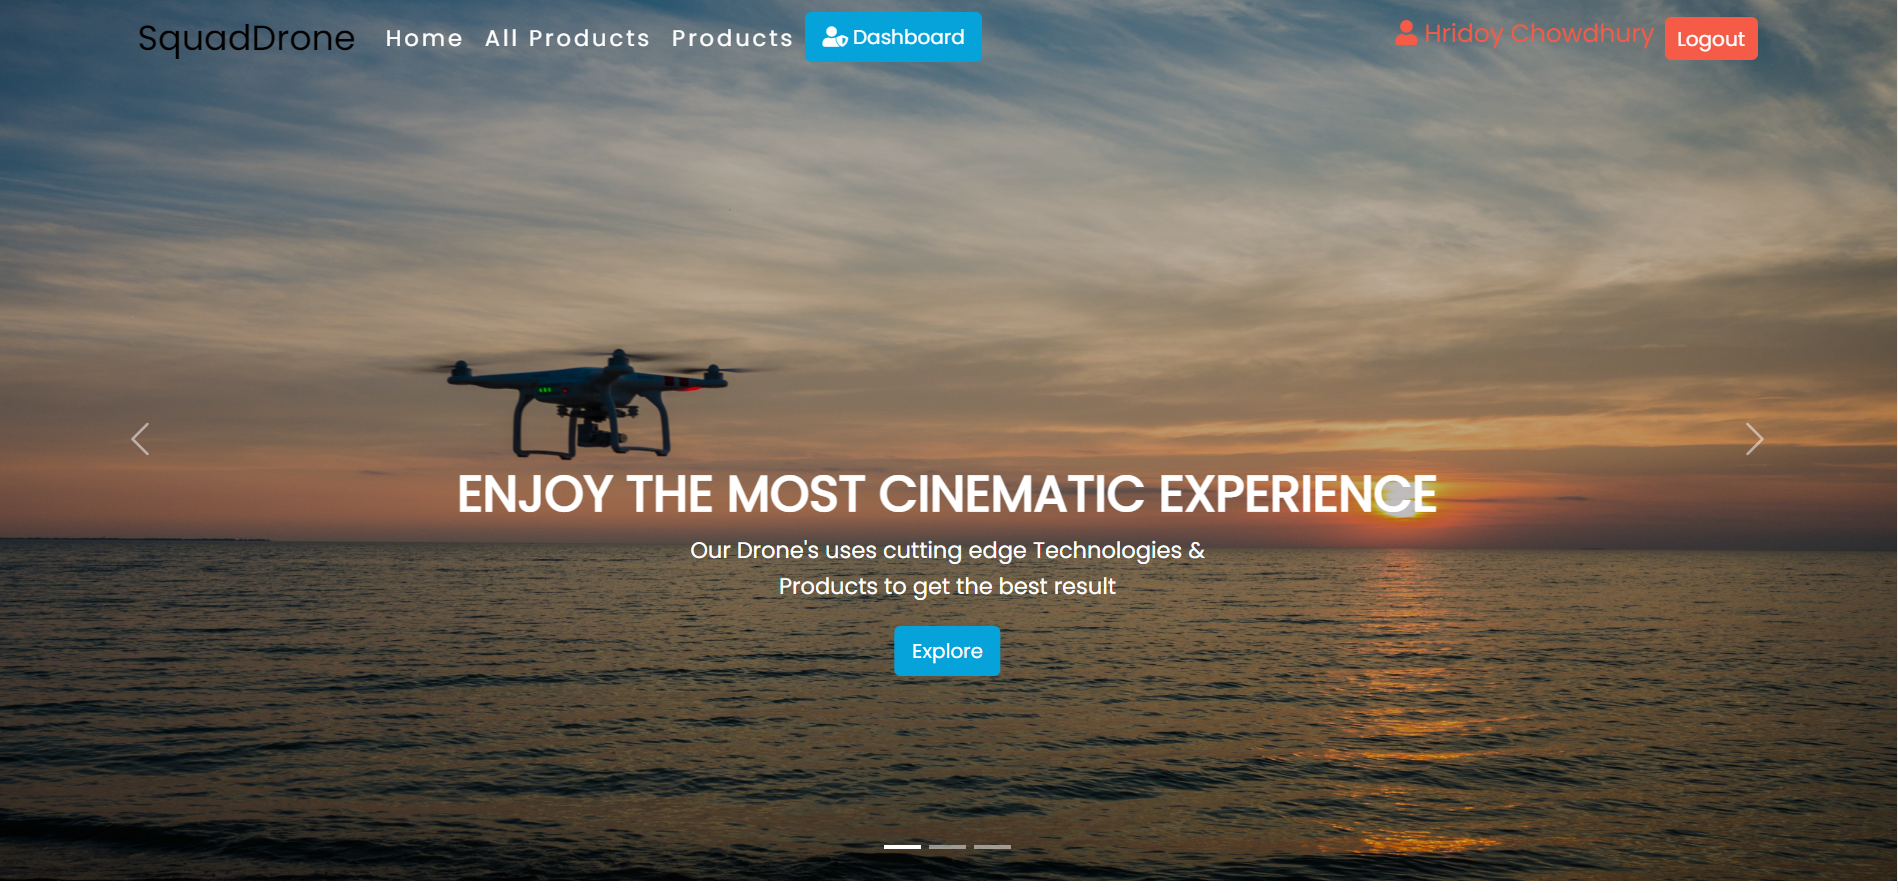 SquadDrone Home All Products Products Dashboard Hridoy Chowdhury Logout
ENJOY THE MOST CINEMATIC EXPERIENCE
Our Drone's uses cutting edge Technologies &
Products to get the best result
Explore